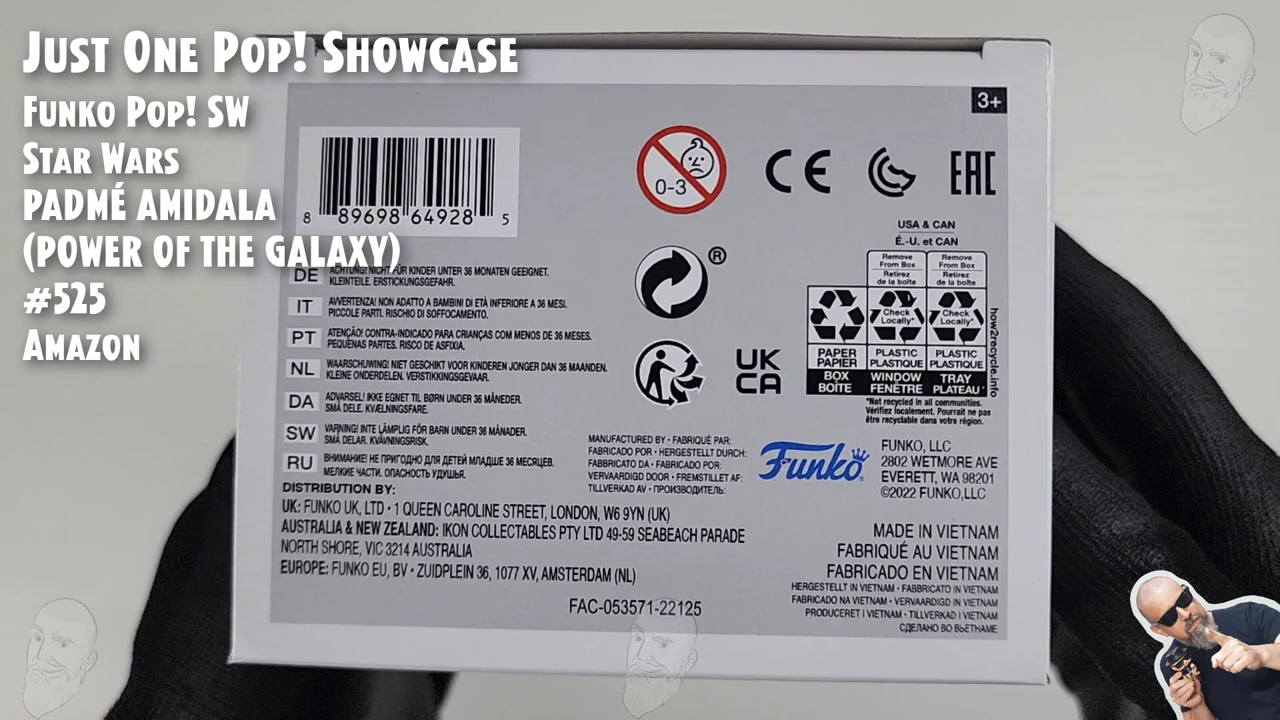 Just One Pop! Showcase
Funko Pop! SW
Star Wars
PADMÉ AMIDALA
(POWER OF THE GALAXY)
#525
Amazon
3+
8 89698 64928 5
0-3
CE
EAC
®
UK
CA
USA & CAN
É.-U. et CAN
Remove From Box
Retirez de la boîte
Remove From Box
Retirez de la boîte
Check Locally*
Check Locally*
PAPER
PAPIER
BOX
BOÎTE
PLASTIC
PLASTIQUE
WINDOW
FENÊTRE
PLASTIC
PLASTIQUE
TRAY
PLATEAU
how2recycle.info
*Not recycled in all communities.
Vérifiez localement. Pourrait ne pas
être recyclable dans votre région.
DE ACHTUNG! NICHT FÜR KINDER UNTER 36 MONATEN GEEIGNET.
KLEINTEILE. ERSTICKUNGSGEFAHR.
IT AVVERTENZA! NON ADATTO A BAMBINI DI ETÀ INFERIORE A 36 MESI.
PICCOLE PARTI. RISCHIO DI SOFFOCAMENTO.
PT ATENÇÃO! CONTRA-INDICADO PARA CRIANÇAS COM MENOS DE 36 MESES.
PEQUENAS PARTES. RISCO DE ASFIXIA.
NL WAARSCHUWING! NIET GESCHIKT VOOR KINDEREN JONGER DAN 36 MAANDEN.
KLEINE ONDERDELEN. VERSTIKKINGSGEVAAR.
DA ADVARSEL! IKKE EGNET TIL BØRN UNDER 36 MÅNEDER.
SMÅ DELE. KVÆLNINGSFARE.
SW VARNING! INTE LÄMPLIG FÖR BARN UNDER 36 MÅNADER.
SMÅ DELAR. KVÄVNINGSRISK.
RU ВНИМАНИЕ! НЕ ПРИГОДНО ДЛЯ ДЕТЕЙ МЛАДШЕ 36 МЕСЯЦЕВ.
МЕЛКИЕ ЧАСТИ. ОПАСНОСТЬ УДУШЬЯ.
MANUFACTURED BY • FABRIQUÉ PAR:
FABRICADO POR • HERGESTELLT DURCH:
FABBRICATO DA • FABRICADO POR:
VERVAARDIGD DOOR • FREMSTILLET AF:
TILLVERKAD AV • ПРОИЗВОДИТЕЛЬ:
Funko
FUNKO, LLC
2802 WETMORE AVE
EVERETT, WA 98201
©2022 FUNKO,LLC
DISTRIBUTION BY:
UK: FUNKO UK, LTD • 1 QUEEN CAROLINE STREET, LONDON, W6 9YN (UK)
AUSTRALIA & NEW ZEALAND: IKON COLLECTABLES PTY LTD 49-59 SEABEACH PARADE
NORTH SHORE, VIC 3214 AUSTRALIA
EUROPE: FUNKO EU, BV • ZUIDPLEIN 36, 1077 XV, AMSTERDAM (NL)
FAC-053571-22125
MADE IN VIETNAM
FABRIQUÉ AU VIETNAM
FABRICADO EN VIETNAM
HERGESTELLT IN VIETNAM • FABBRICATO IN VIETNAM
FABRICADO NA VIETNAM • VERVAARDIGD IN VIETNAM
PRODUCERET I VIETNAM • TILLVERKAD I VIETNAM
СДЕЛАНО ВО ВЬЕТНАМЕ